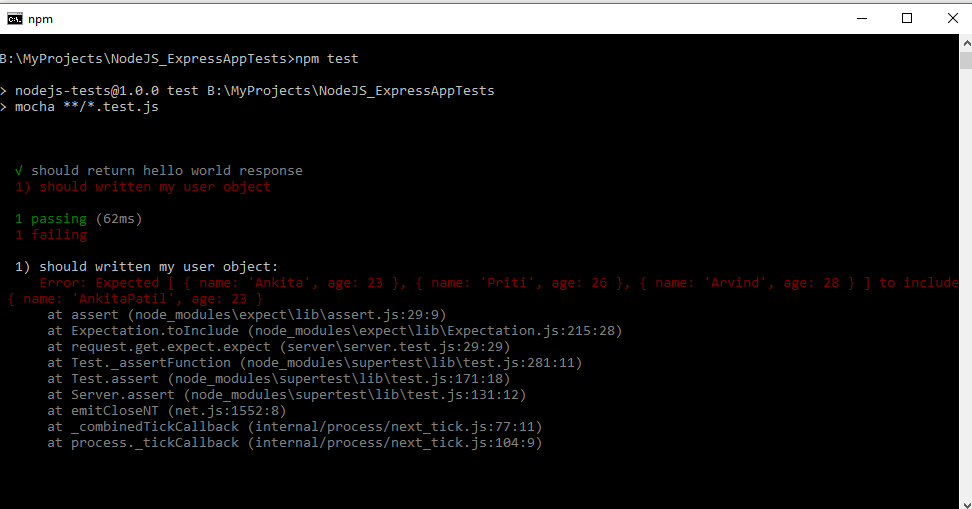 npm
B:\MyProjects\NodeJS_ExpressAppTests>npm test
> nodejs-tests@1.0.0 test B:\MyProjects\NodeJS_ExpressAppTests
> mocha **/*.test.js
√ should return hello world response
1) should written my user object
1 passing (62ms)
1 failing
1) should written my user object:
Error: Expected [ { name: 'Ankita', age: 23 }, { name: 'Priti', age: 26 }, { name: 'Arvind', age: 28 } ] to include
{ name: 'AnkitaPatil', age: 23 }
at assert (node_modules\expect\lib\assert.js:29:9)
at Expectation.toInclude (node_modules\expect\lib\Expectation.js:215:28)
at request.get.expect.expect (server\server.test.js:29:29)
at Test._assertFunction (node_modules\supertest\lib\test.js:281:11)
at Test.assert (node_modules\supertest\lib\test.js:171:18)
at Server.assert (node_modules\supertest\lib\test.js:131:12)
at emitCloseNT (net.js:1552:8)
at _combinedTickCallback (internal/process/next_tick.js:77:11)
at process._tickCallback (internal/process/next_tick.js:104:9)